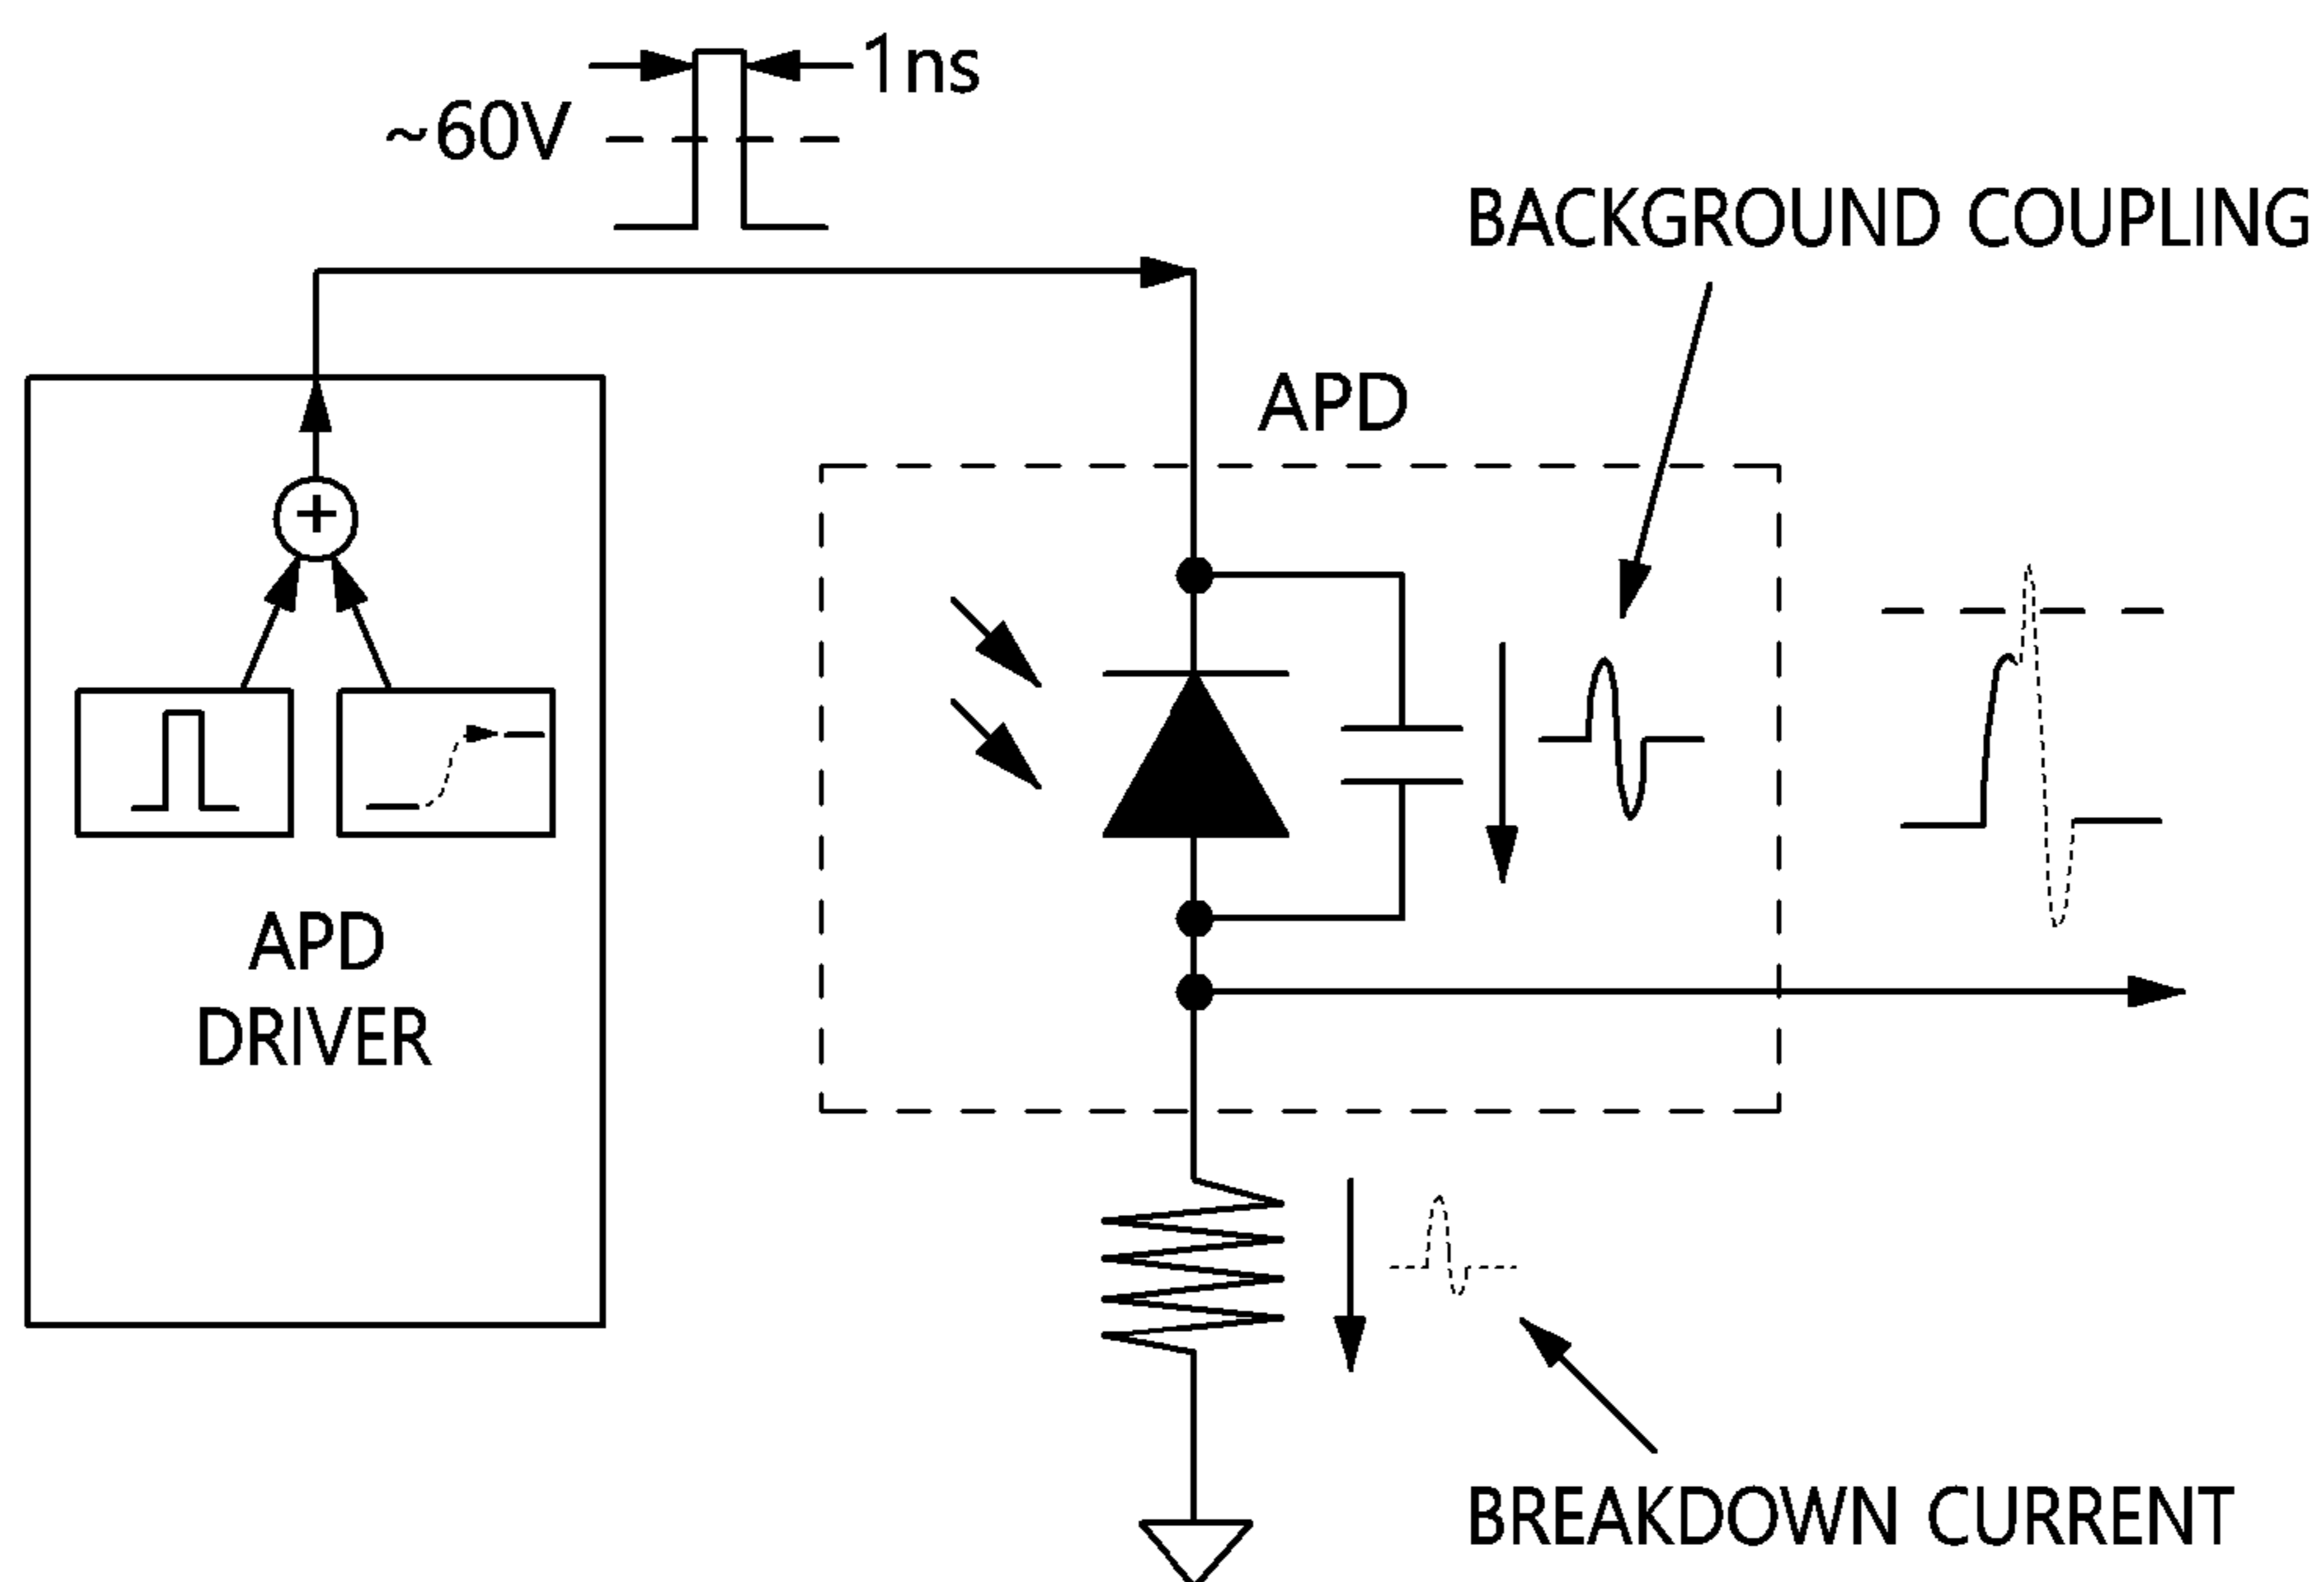 1ns
~60V
BACKGROUND COUPLING
APD
+
APD
DRIVER
BREAKDOWN CURRENT